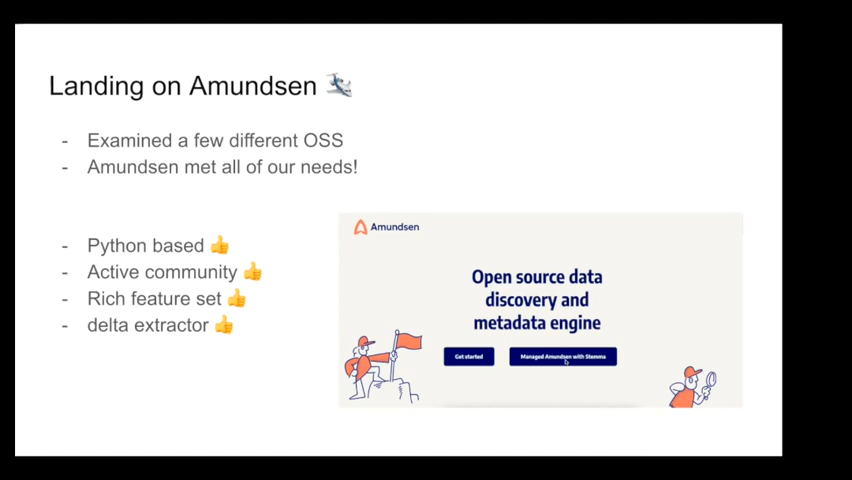 Landing on Amundsen 🛬
- Examined a few different OSS
- Amundsen met all of our needs!
- Python based 👍
- Active community 👍
- Rich feature set 👍
- delta extractor 👍
Amundsen
Open source data
discovery and
metadata engine
Get started
Managed Amundsen with Stemma